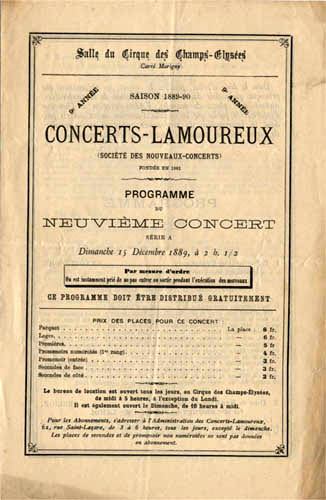 Salle du Cirque des Champs-Elysées
Carré Marigny
9e ANNÉE
SAISON 1889-90
9e ANNÉE
CONCERTS-LAMOUREUX
(SOCIÉTÉ DES NOUVEAUX-CONCERTS)
FONDÉE EN 1881
PROGRAMME
DU
NEUVIÈME CONCERT
SÉRIE A
Dimanche 15 Décembre 1889, à 2 h. 1/2
Par mesure d'ordre
On est instamment prié de ne pas entrer ou sortir pendant l'exécution des morceaux
CE PROGRAMME DOIT ÊTRE DISTRIBUÉ GRATUITEMENT
PRIX DES PLACES POUR CE CONCERT
Parquet La place 8 fr.
Loges 6 fr.
Premières 5 fr.
Promenoirs numérotés (1er rang) 4 fr.
Promenoir (entrée) 3 fr.
Secondes de face 3 fr.
Secondes de côté 2 fr.
Le bureau de location est ouvert tous les jours, au Cirque des Champs-Elysées,
de midi à 5 heures, à l'exception du Lundi.
Il est également ouvert le Dimanche, de 10 heures à midi.
Pour les Abonnements, s'adresser à l'Administration des Concerts-Lamoureux,
62, rue Saint-Lazare, de 3 à 6 heures, tous les jours, excepté le dimanche.
Les places de secondes et de promenoir non numérotées ne sont pas données
en abonnement.